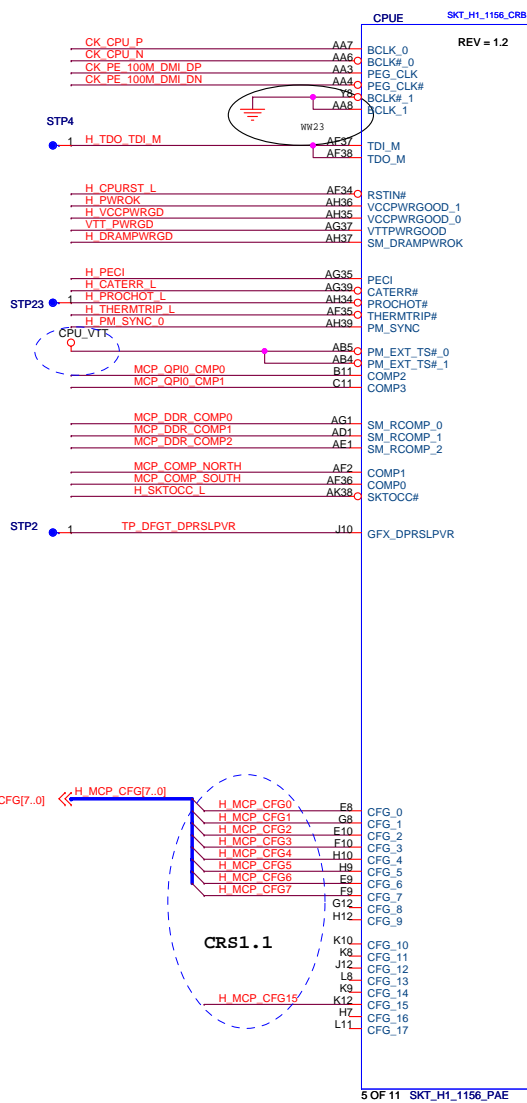 CPUE SKT_H1_1156_CRB
REV = 1.2
CK_CPU_P AA7 BCLK_0
CK_CPU_N AA6 BCLK#_0
CK_PE_100M_DMI_DP AA3 PEG_CLK
CK_PE_100M_DMI_DN AA4 PEG_CLK#
Y8 BCLK#_1
AA8 BCLK_1
WW23
STP4
1 H_TDO_TDI_M AF37 TDI_M
AF38 TDO_M
H_CPURST_L AF34 RSTIN#
H_PWROK AH36 VCCPWRGOOD_1
H_VCCPWRGD AH35 VCCPWRGOOD_0
VTT_PWRGD AG37 VTTPWRGOOD
H_DRAMPWRGD AH37 SM_DRAMPWROK
H_PECI AG35 PECI
H_CATERR_L AG39 CATERR#
STP23 1 H_PROCHOT_L AH34 PROCHOT#
H_THERMTRIP_L AF35 THERMTRIP#
H_PM_SYNC_0 AH39 PM_SYNC
CPU_VTT
AB5 PM_EXT_TS#_0
AB4 PM_EXT_TS#_1
MCP_QPI0_CMP0 B11 COMP2
MCP_QPI0_CMP1 C11 COMP3
MCP_DDR_COMP0 AG1 SM_RCOMP_0
MCP_DDR_COMP1 AD1 SM_RCOMP_1
MCP_DDR_COMP2 AE1 SM_RCOMP_2
MCP_COMP_NORTH AF2 COMP1
MCP_COMP_SOUTH AF36 COMP0
H_SKTOCC_L AK38 SKTOCC#
STP2 1 TP_DFGT_DPRSLPVR J10 GFX_DPRSLPVR
CFG[7..0] H_MCP_CFG[7..0]
H_MCP_CFG0 E8 CFG_0
H_MCP_CFG1 G8 CFG_1
H_MCP_CFG2 E10 CFG_2
H_MCP_CFG3 F10 CFG_3
H_MCP_CFG4 H10 CFG_4
H_MCP_CFG5 H9 CFG_5
H_MCP_CFG6 E9 CFG_6
H_MCP_CFG7 F9 CFG_7
G12 CFG_8
H12 CFG_9
CRS1.1
K10 CFG_10
K8 CFG_11
J12 CFG_12
L8 CFG_13
K9 CFG_14
H_MCP_CFG15 K12 CFG_15
H7 CFG_16
L11 CFG_17
5 OF 11 SKT_H1_1156_PAE